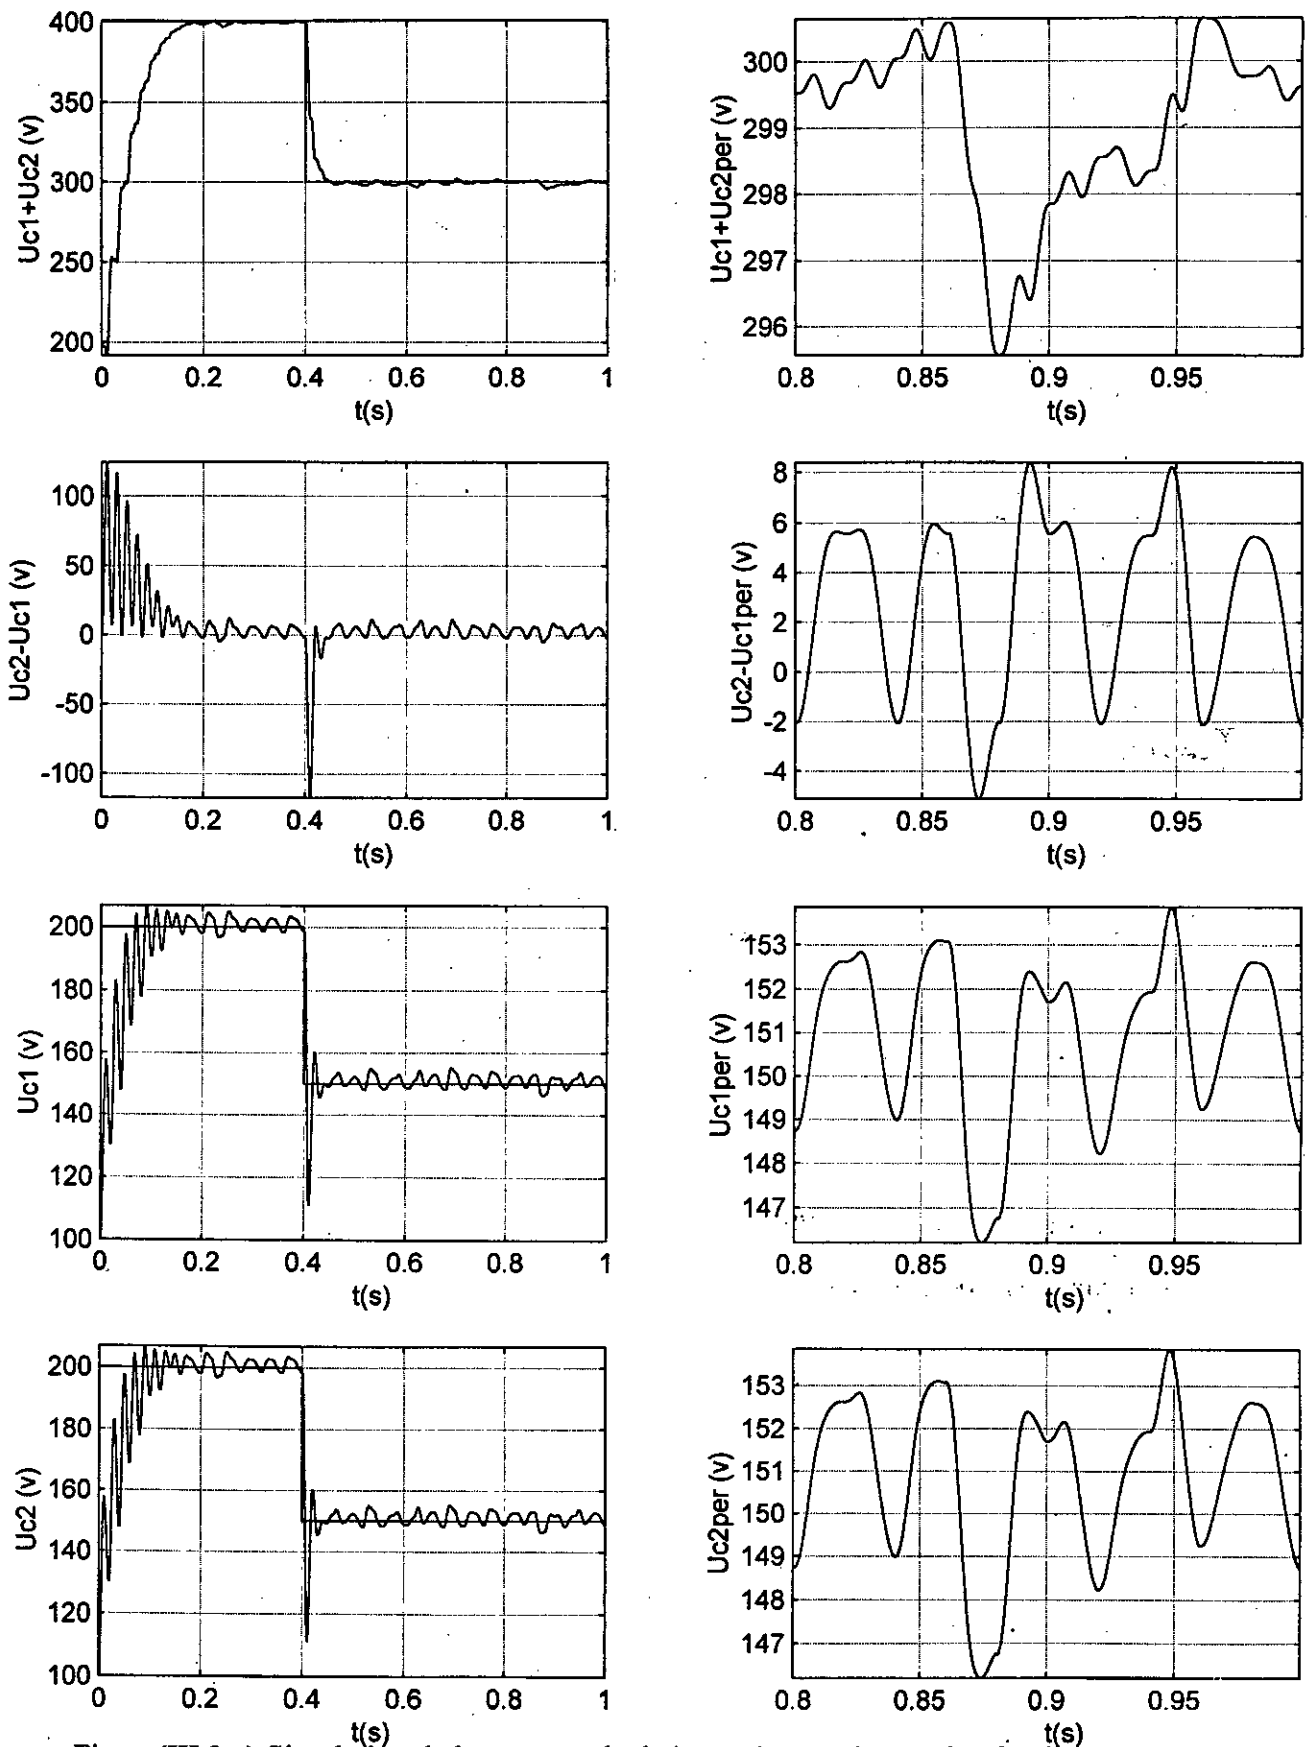 400
350
300
250
200
Uc1+Uc2 (v)
0 0.2 0.4 0.6 0.8 1
t(s)
300
299
298
297
296
Uc1+Uc2per (v)
0.8 0.85 0.9 0.95
t(s)
100
50
0
-50
-100
Uc2-Uc1 (v)
0 0.2 0.4 0.6 0.8 1
t(s)
8
6
4
2
0
-2
-4
Uc2-Uc1per (v)
0.8 0.85 0.9 0.95
t(s)
200
180
160
140
120
100
Uc1 (v)
0 0.2 0.4 0.6 0.8 1
t(s)
153
152
151
150
149
148
147
Uc1per (v)
0.8 0.85 0.9 0.95
t(s)
200
180
160
140
120
100
Uc2 (v)
0 0.2 0.4 0.6 0.8 1
t(s)
153
152
151
150
149
148
147
Uc2per (v)
0.8 0.85 0.9 0.95
t(s)